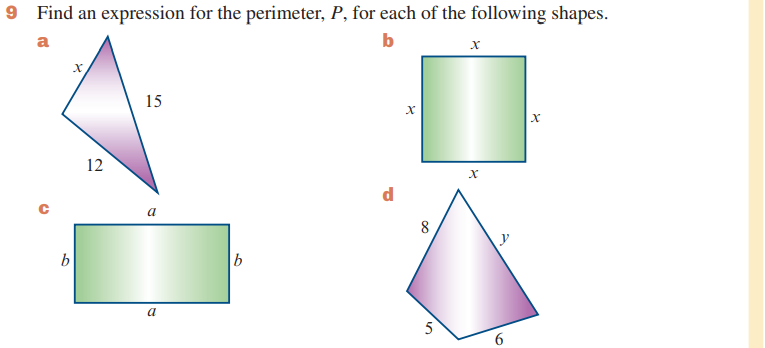 9 Find an expression for the perimeter, P, for each of the following shapes.
a
x
15
12
b
x
x
x
x
c
a
b
b
a
d
8
y
5
6